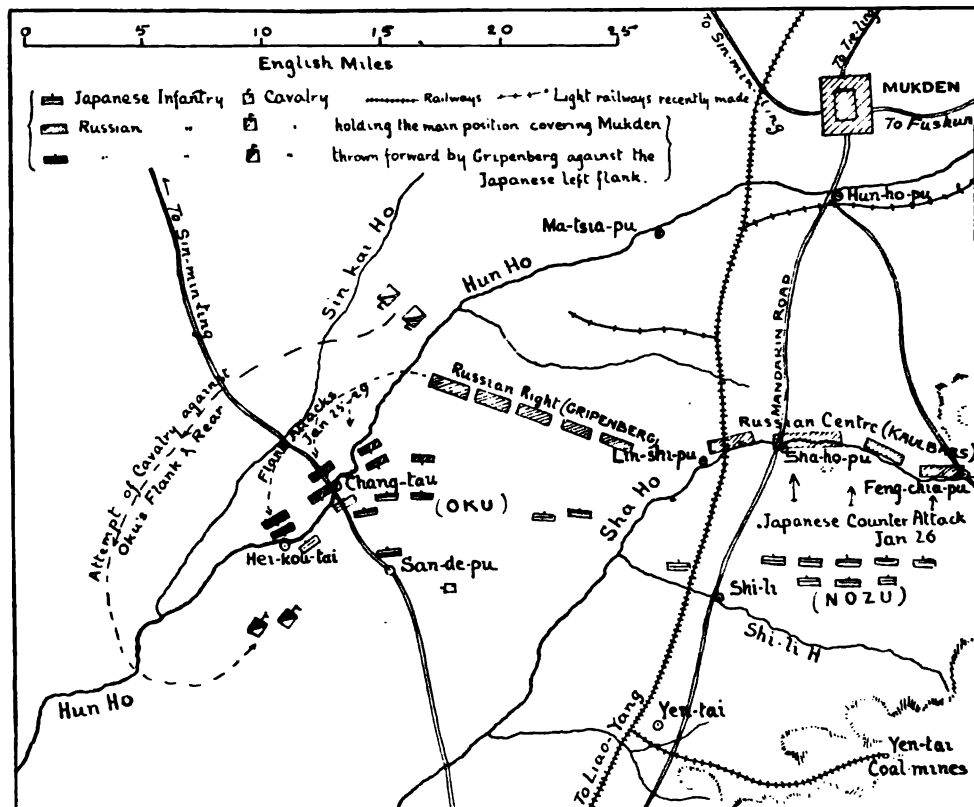 0 5 10 15 20 25
English Miles
Japanese Infantry Cavalry Railways Light railways recently made
Russian " " holding the main position covering Mukden
" " " thrown forward by Gripenberg against the
Japanese left flank.
To Sin-min-ting
To Tie-ling
MUKDEN
To Fushun
Hun-ho-pu
Ma-tsia-pu
To Sin-minting
Sin kai Ho
Hun Ho
MANDARIN ROAD
Attempt of Cavalry against
Oku's Flank & Rear
Flank Attacks
Jan 25-29
Russian Right (GRIPENBERG)
Russian Centre (KAULBARS)
Lin-shi-pu
Sha-ho-pu
Feng-chia-pu
Chang-tau
(OKU)
Sha Ho
Japanese Counter Attack
Jan 26
Hei-kou-tai
San-de-pu
(NOZU)
Shi-li
Shi-li H
Hun Ho
Yen-tai
To Liao-Yang
Yen-tai
Coal mines